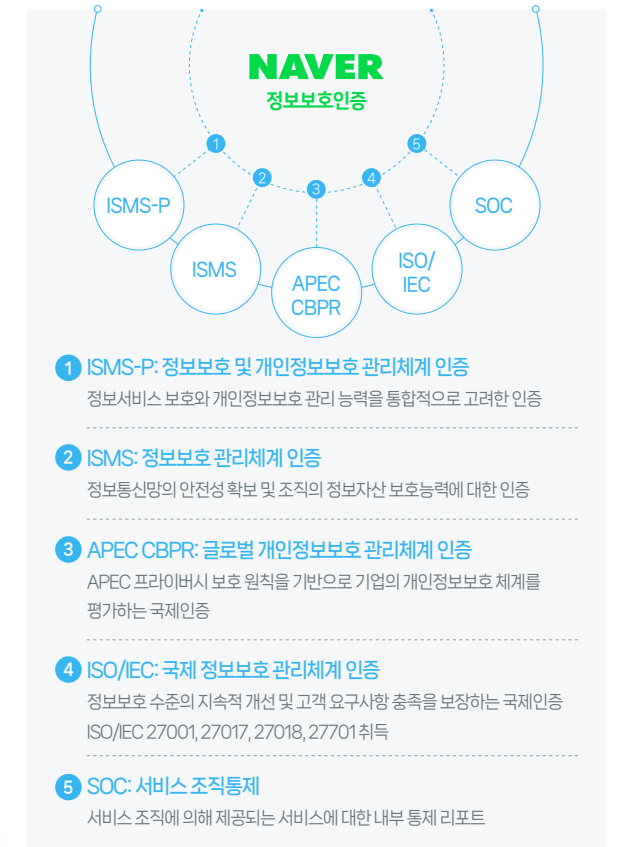 NAVER
정보보호인증
1
2
3
4
5
ISMS-P
ISMS
APEC
CBPR
ISO/
IEC
SOC
1 ISMS-P: 정보보호 및 개인정보보호 관리체계 인증
정보서비스 보호와 개인정보보호 관리 능력을 통합적으로 고려한 인증
2 ISMS: 정보보호 관리체계 인증
정보통신망의 안전성 확보 및 조직의 정보자산 보호능력에 대한 인증
3 APEC CBPR: 글로벌 개인정보보호 관리체계 인증
APEC 프라이버시 보호 원칙을 기반으로 기업의 개인정보보호 체계를
평가하는 국제인증
4 ISO/IEC: 국제 정보보호 관리체계 인증
정보보호 수준의 지속적 개선 및 고객 요구사항 충족을 보장하는 국제인증
ISO/IEC 27001, 27017, 27018, 27701 취득
5 SOC: 서비스 조직통제
서비스 조직에 의해 제공되는 서비스에 대한 내부 통제 리포트